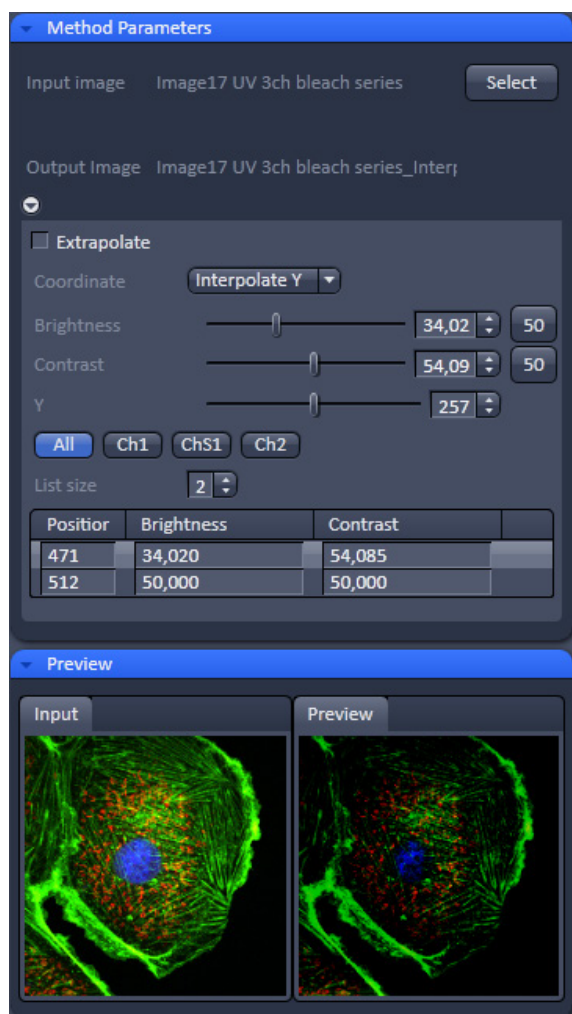 Method Parameters
Input image Image17 UV 3ch bleach series Select
Output Image Image17 UV 3ch bleach series_Interp
Extrapolate
Coordinate Interpolate Y
Brightness 34,02 50
Contrast 54,09 50
Y 257
All Ch1 ChS1 Ch2
List size 2
Position Brightness Contrast
471 34,020 54,085
512 50,000 50,000
Preview
Input Preview